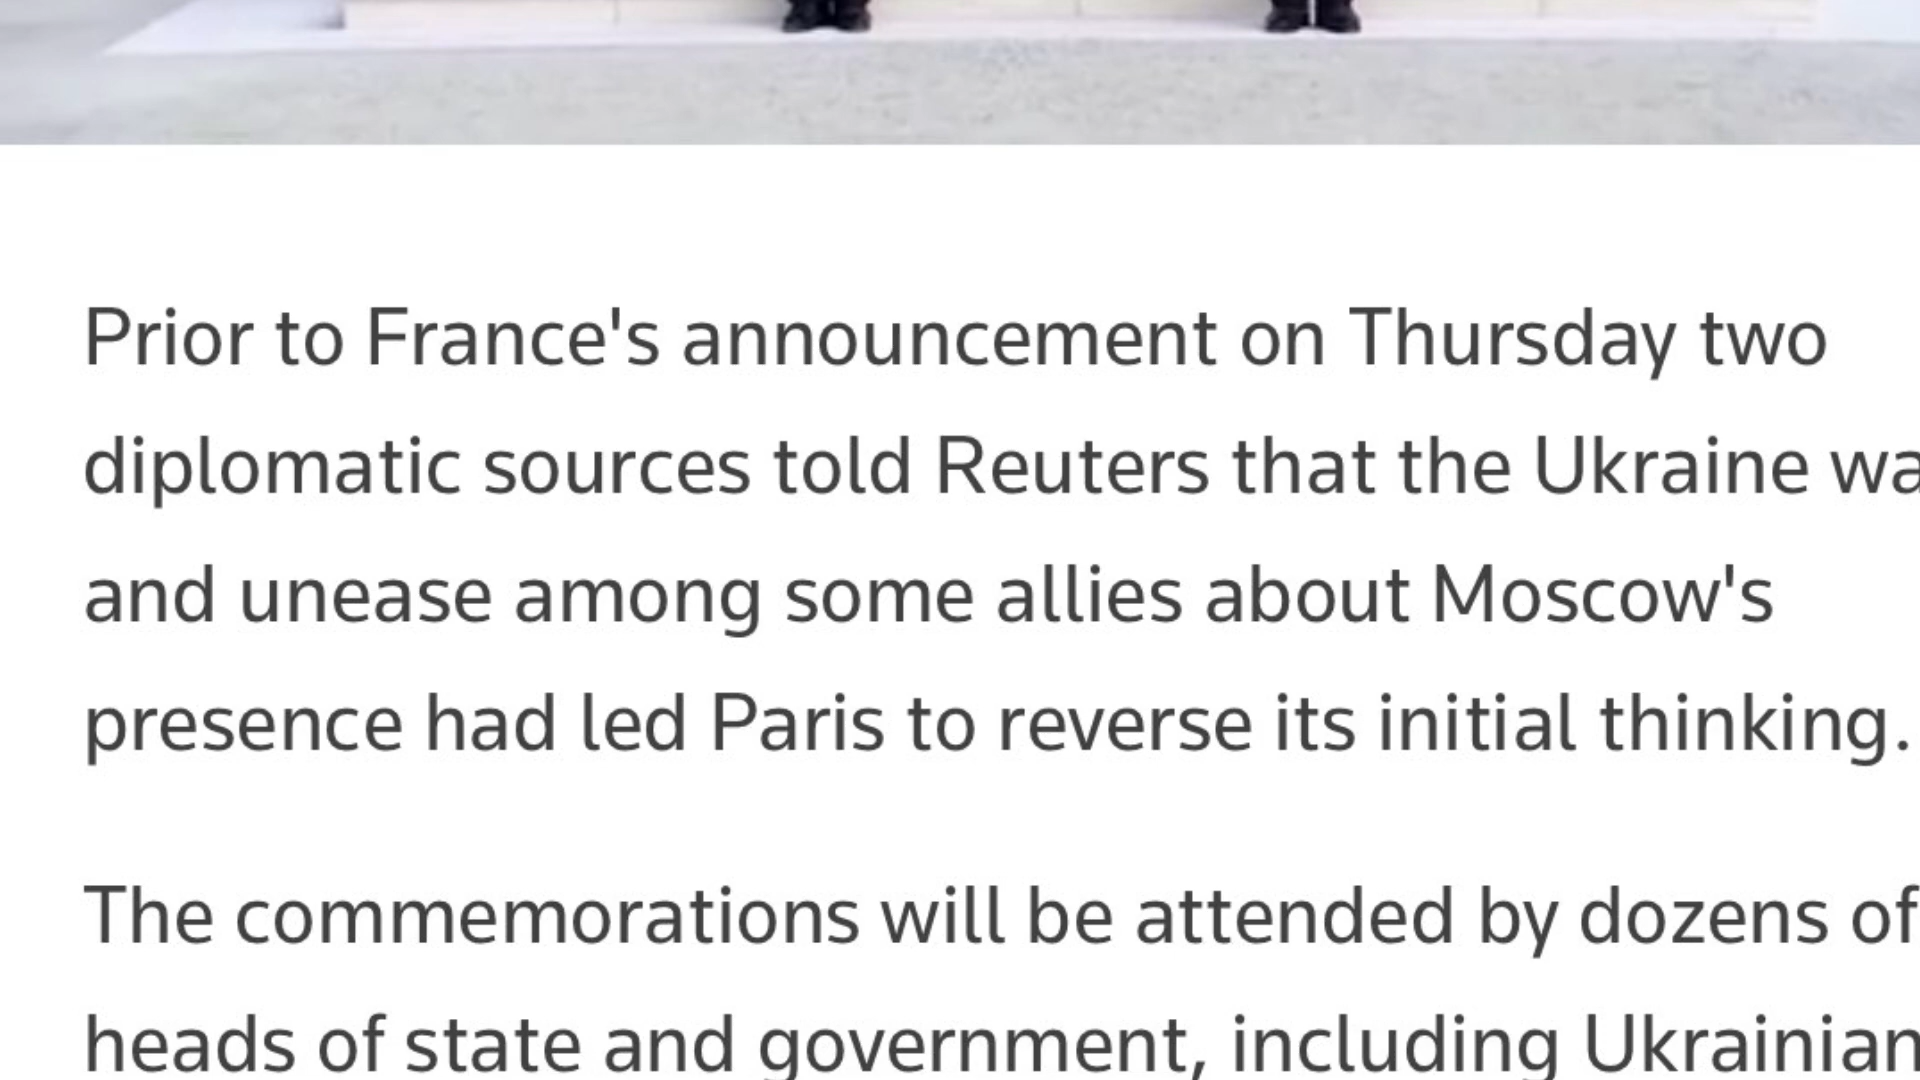 Prior to France's announcement on Thursday two
diplomatic sources told Reuters that the Ukraine wa
and unease among some allies about Moscow's
presence had led Paris to reverse its initial thinking.
The commemorations will be attended by dozens of
heads of state and government, including Ukrainian